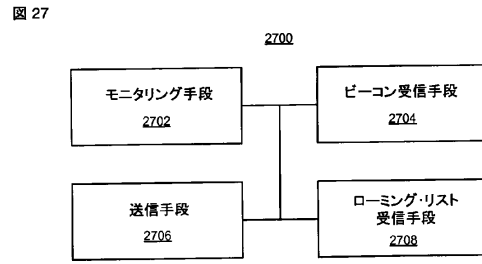 図 27
2700
モニタリング手段
2702
ビーコン受信手段
2704
送信手段
2706
ローミング・リスト
受信手段
2708